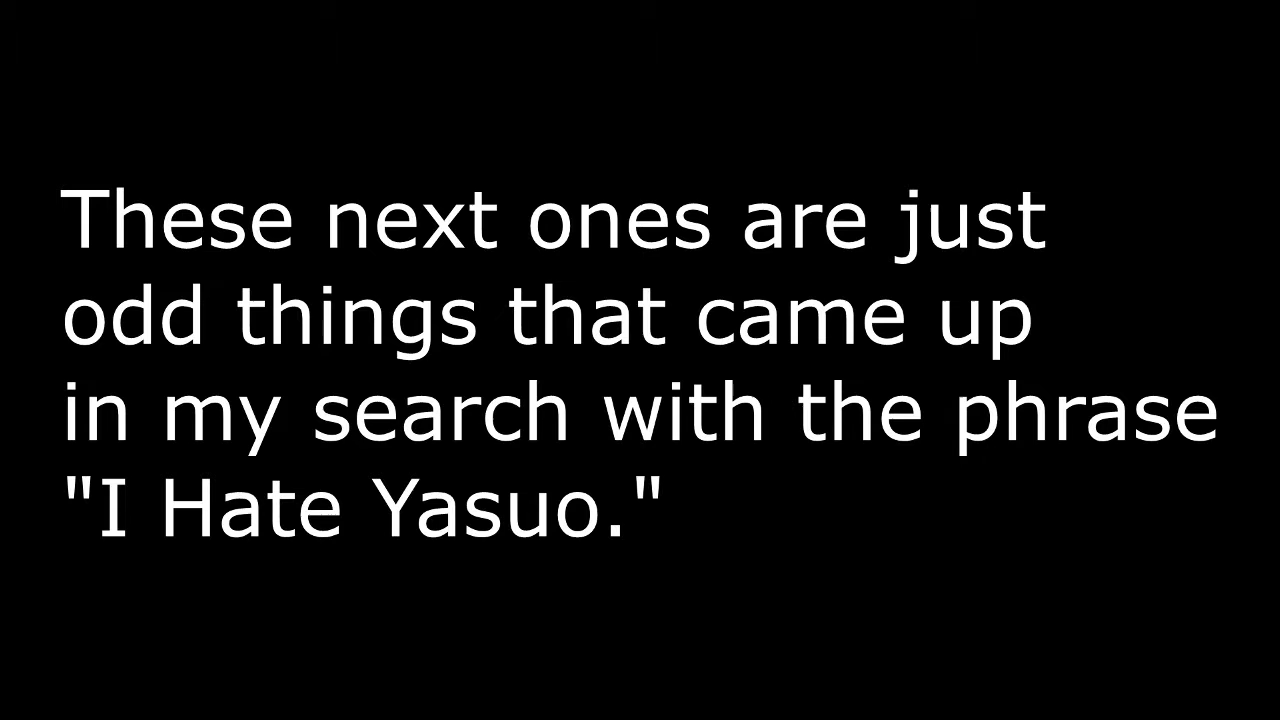 These next ones are just
odd things that came up
in my search with the phrase
"I Hate Yasuo."